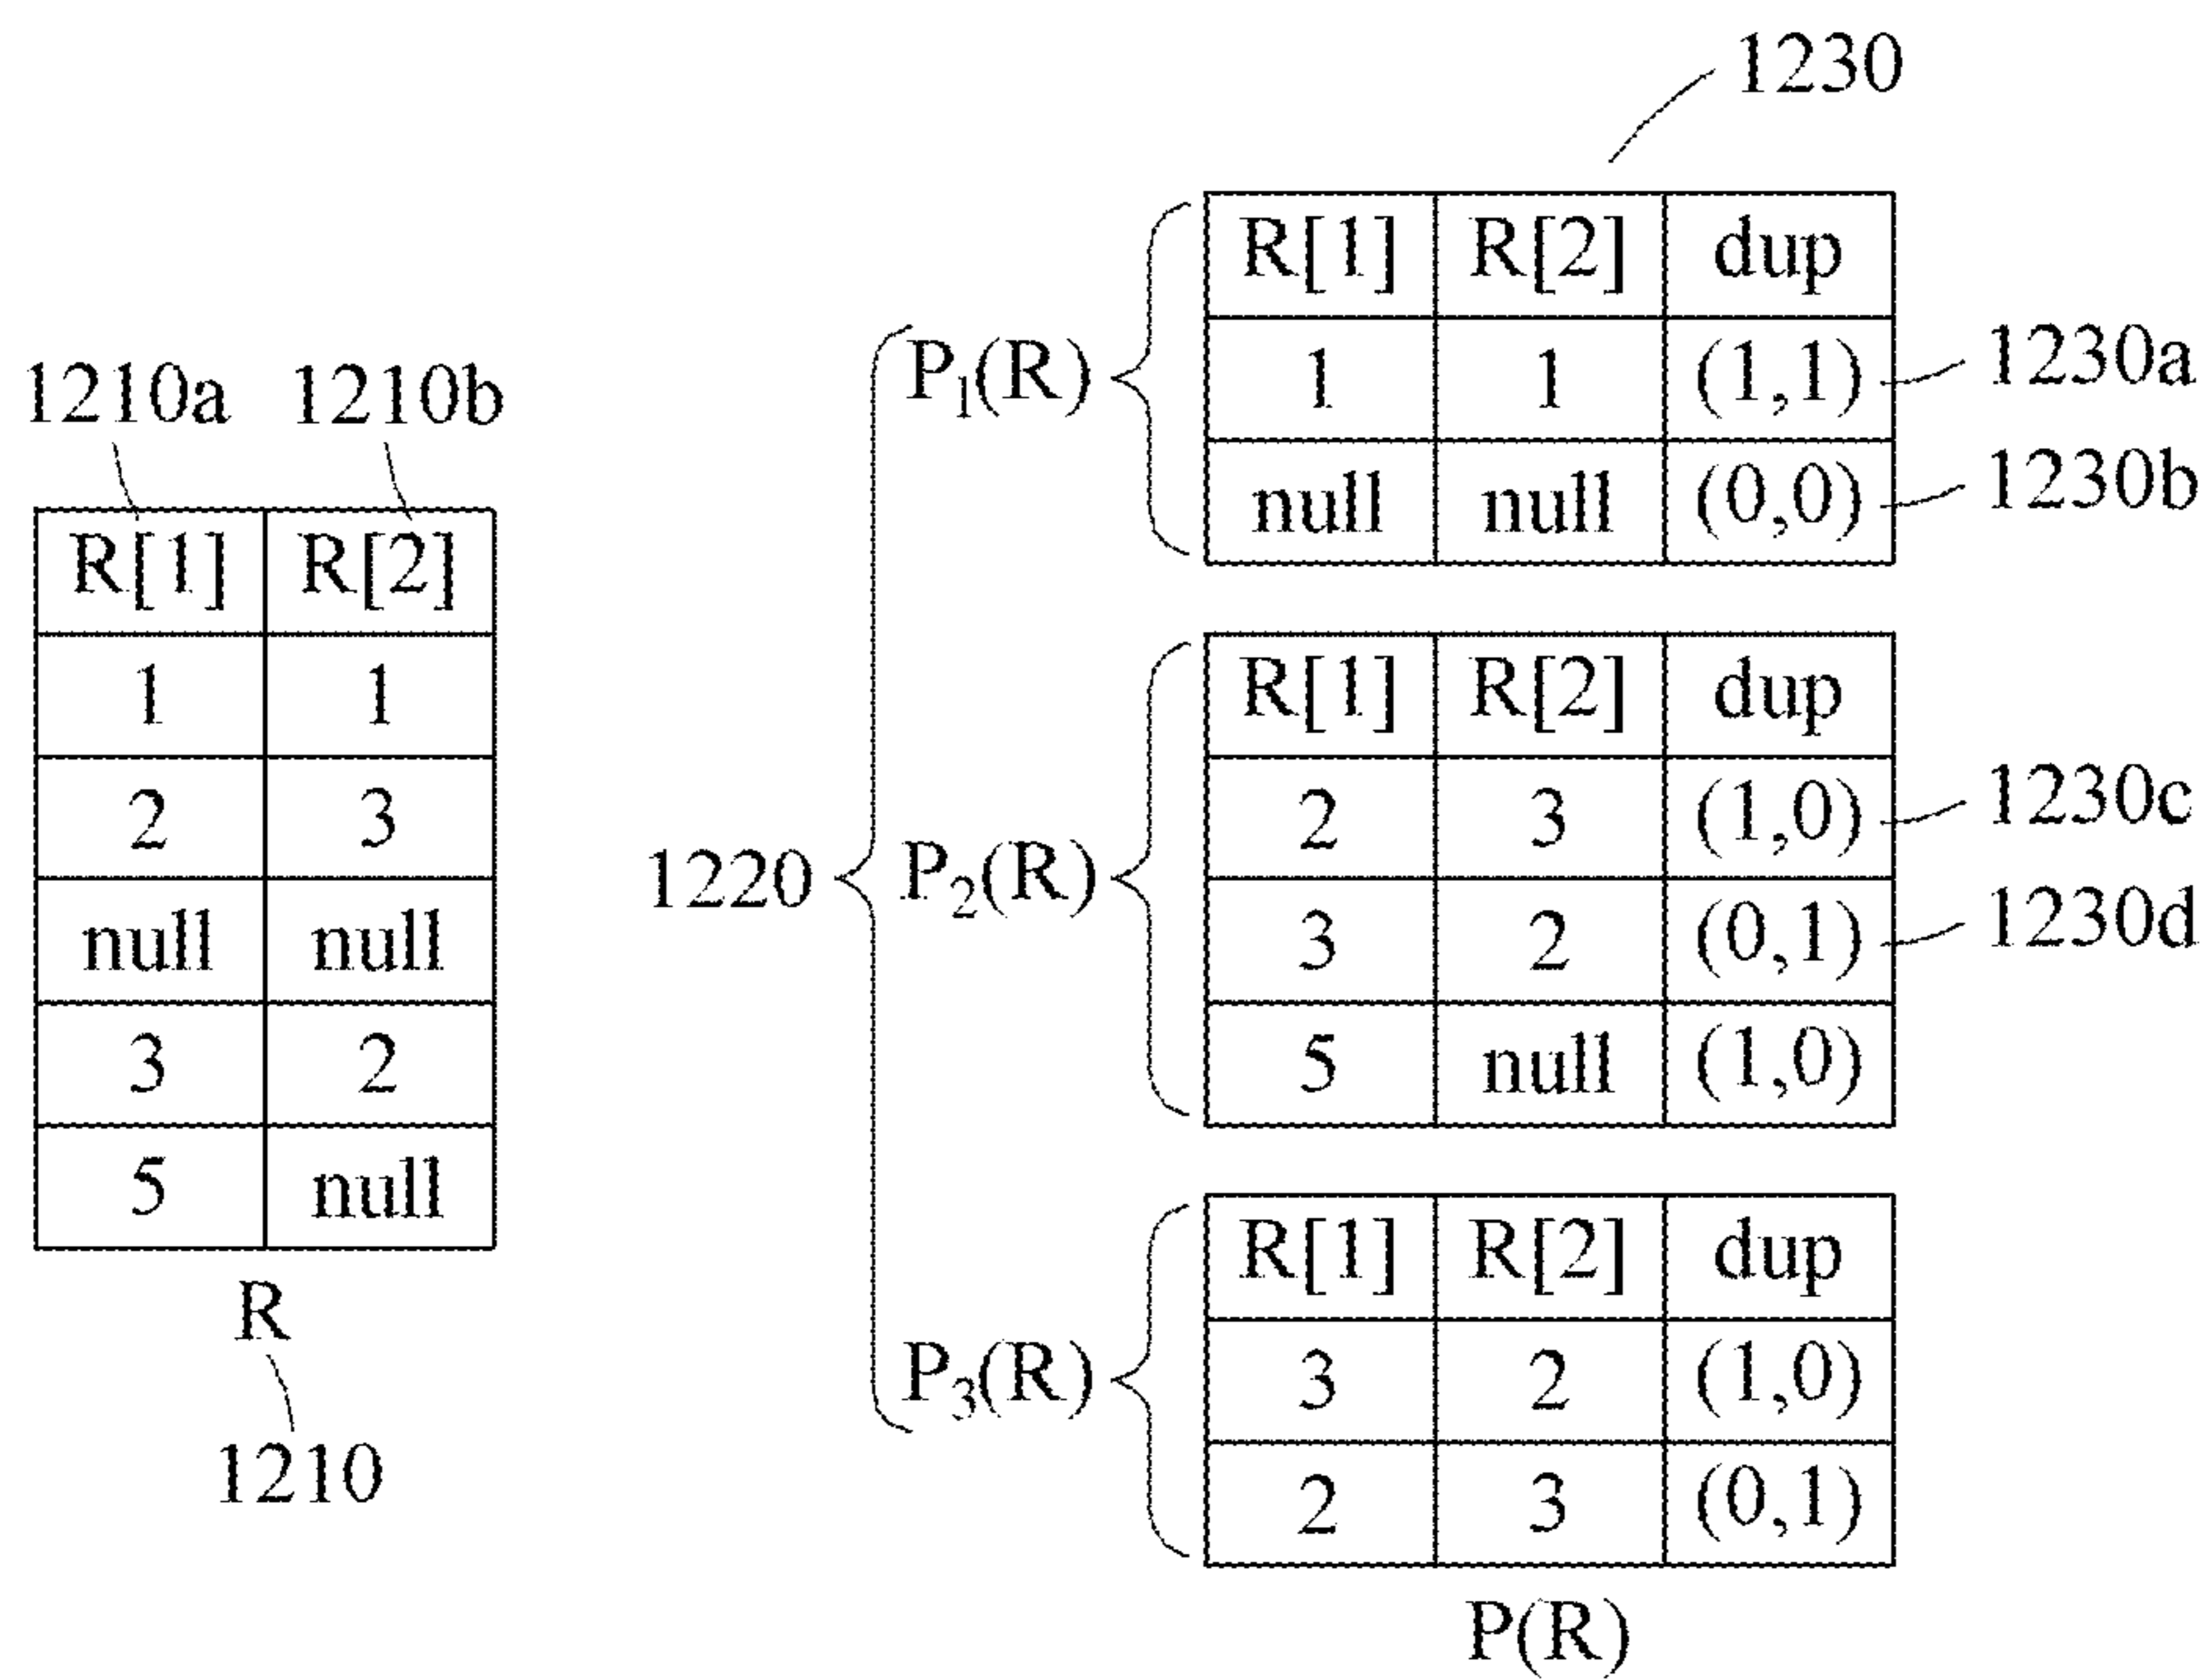 1210a 1210b
R[1] R[2]
1 1
2 3
null null
3 2
5 null
R
1210
1220
1230
P1(R)
R[1] R[2] dup
1 1 (1,1) 1230a
null null (0,0) 1230b
P2(R)
R[1] R[2] dup
2 3 (1,0) 1230c
3 2 (0,1) 1230d
5 null (1,0)
P3(R)
R[1] R[2] dup
3 2 (1,0)
2 3 (0,1)
P(R)